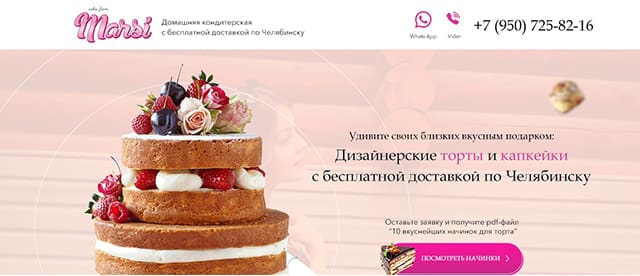 cake from
Marsi
Домашняя кондитерская
с бесплатной доставкой по Челябинску
Whats App
Viber
+7 (950) 725-82-16
Удивите своих близких вкусным подарком:
Дизайнерские торты и капкейки
с бесплатной доставкой по Челябинску
Оставьте заявку и получите pdf-файл
"10 вкуснейших начинок для торта"
ПОСМОТРЕТЬ НАЧИНКИ